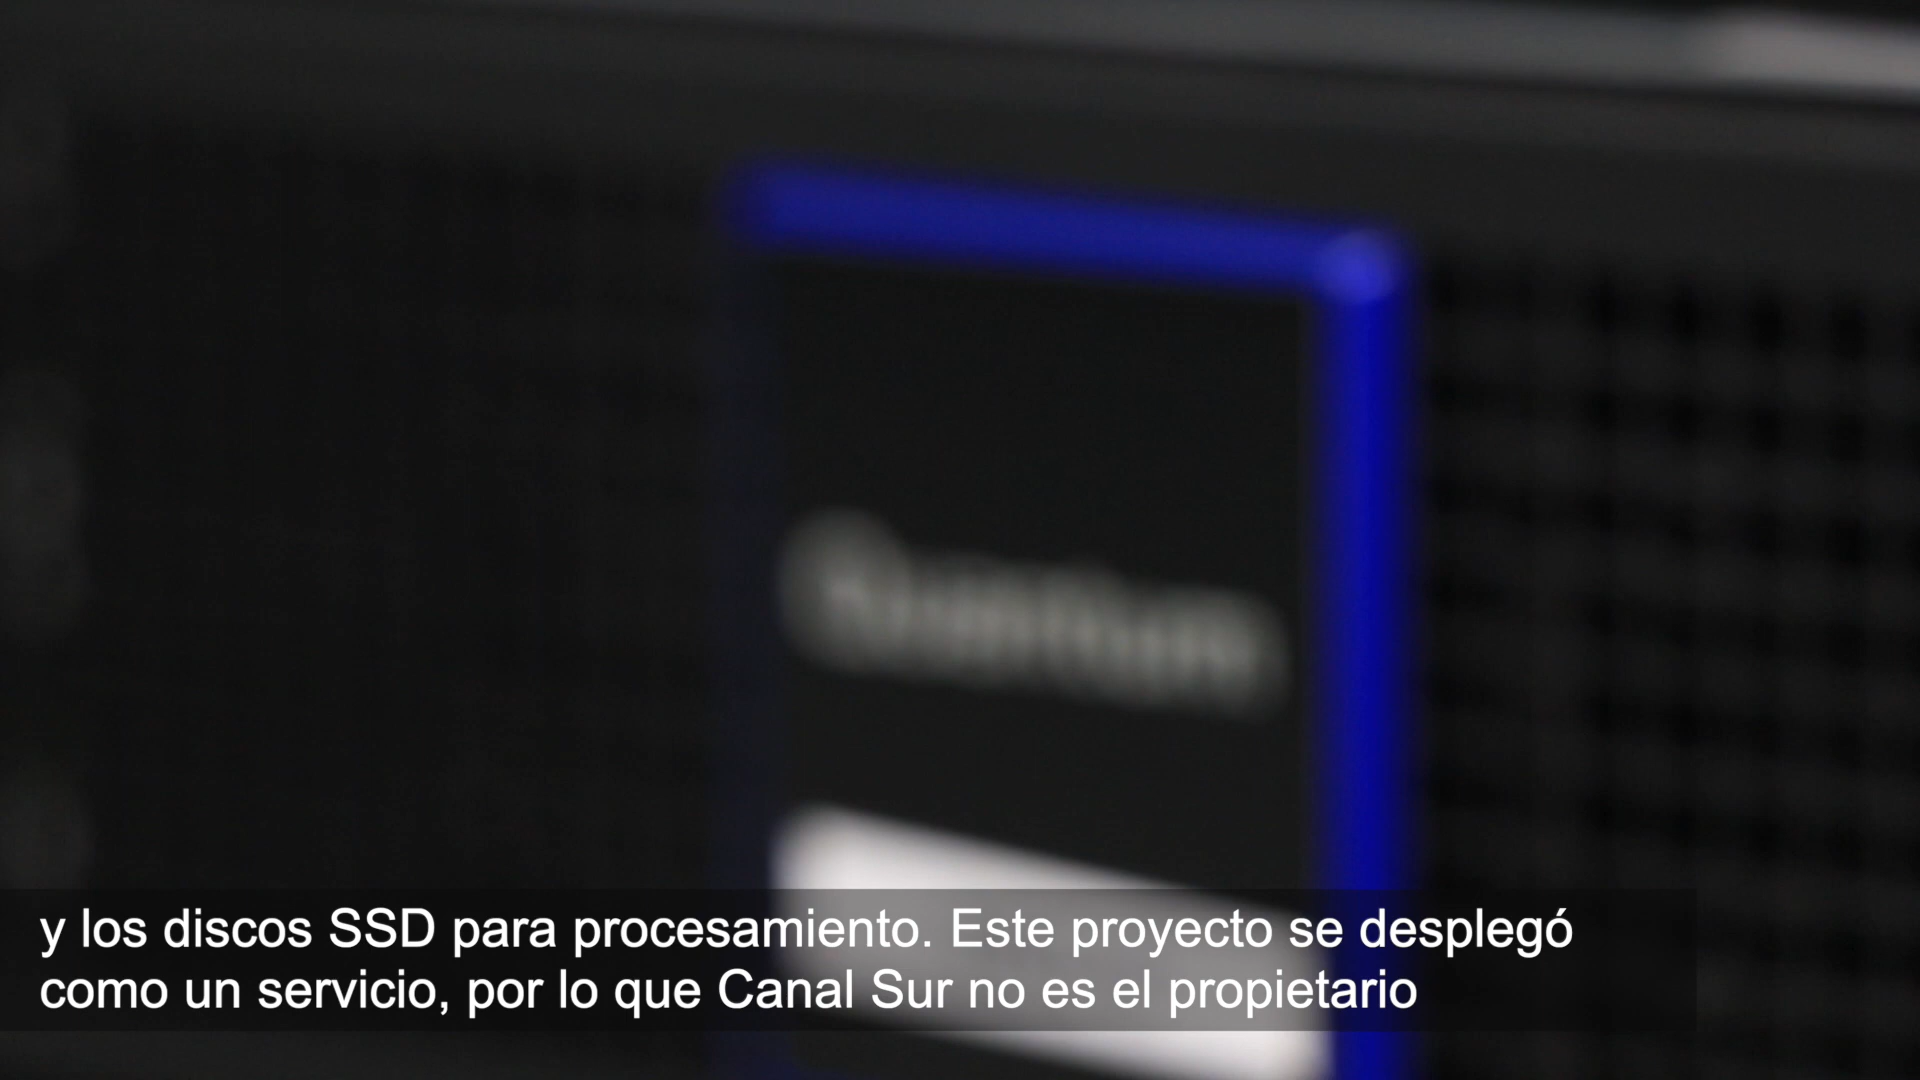 Quantum
y los discos SSD para procesamiento. Este proyecto se desplegó
como un servicio, por lo que Canal Sur no es el propietario